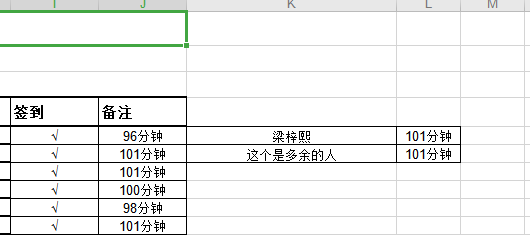 I J K L M
签到 备注
√ 96分钟 梁梓熙 101分钟
√ 101分钟 这个是多余的人 101分钟
√ 101分钟
√ 100分钟
√ 98分钟
√ 101分钟